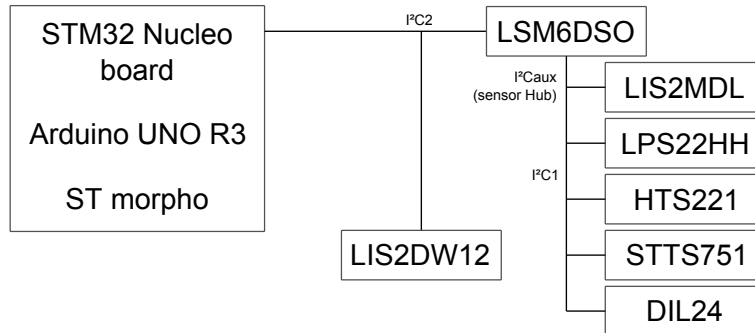 STM32 Nucleo
board
Arduino UNO R3
ST morpho
I²C2
LSM6DSO
I²Caux
(sensor Hub)
LIS2MDL
LPS22HH
I²C1
HTS221
LIS2DW12
STTS751
DIL24